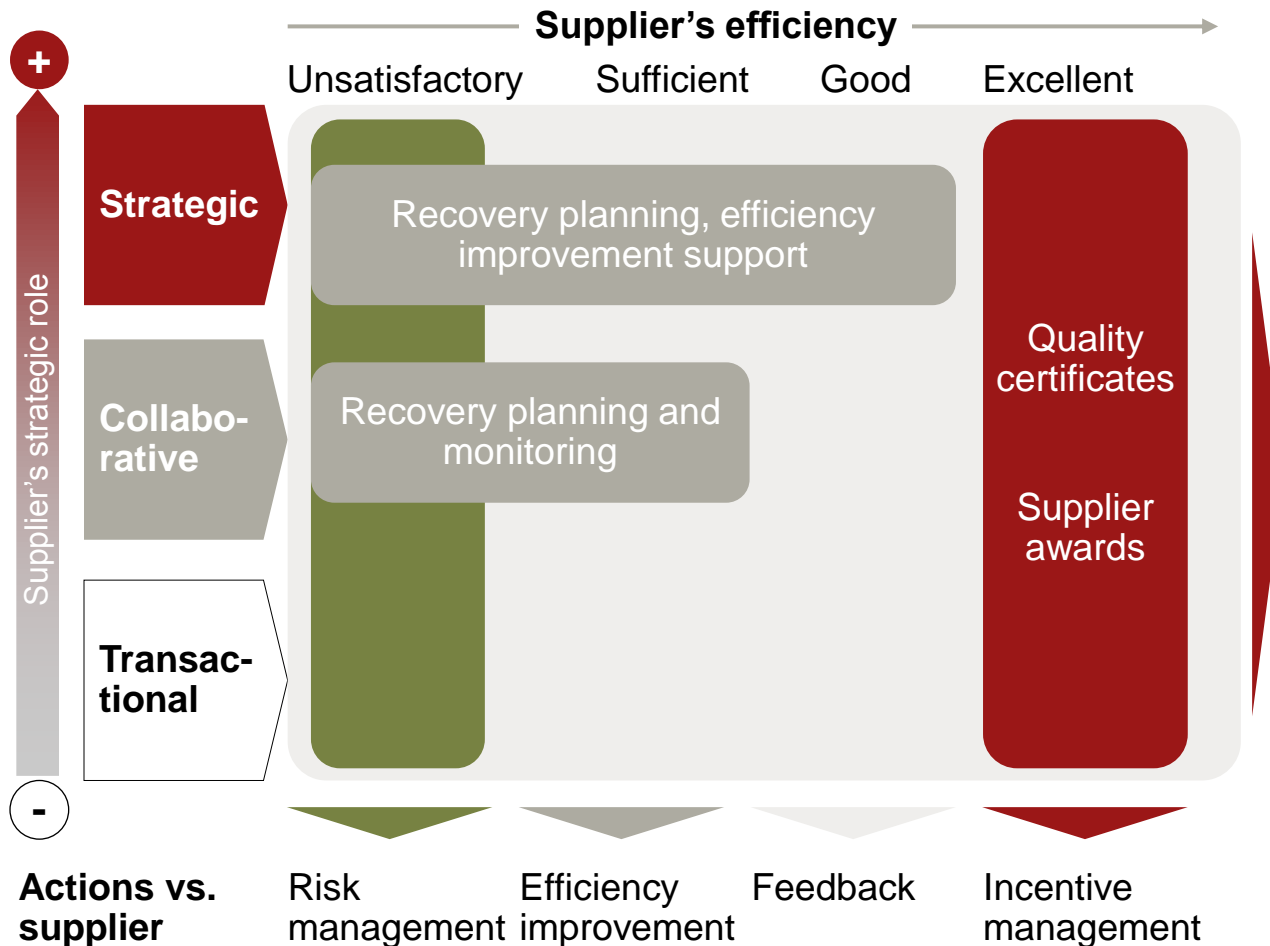 Supplier’s efficiency
+
Unsatisfactory
Sufficient
Good
Excellent
Supplier’s strategic role
Strategic
Recovery planning, efficiency
improvement support
Collabo-
rative
Recovery planning and
monitoring
Quality
certificates
Supplier
awards
Transac-
tional
-
Actions vs.
supplier
Risk
management
Efficiency
improvement
Feedback
Incentive
management